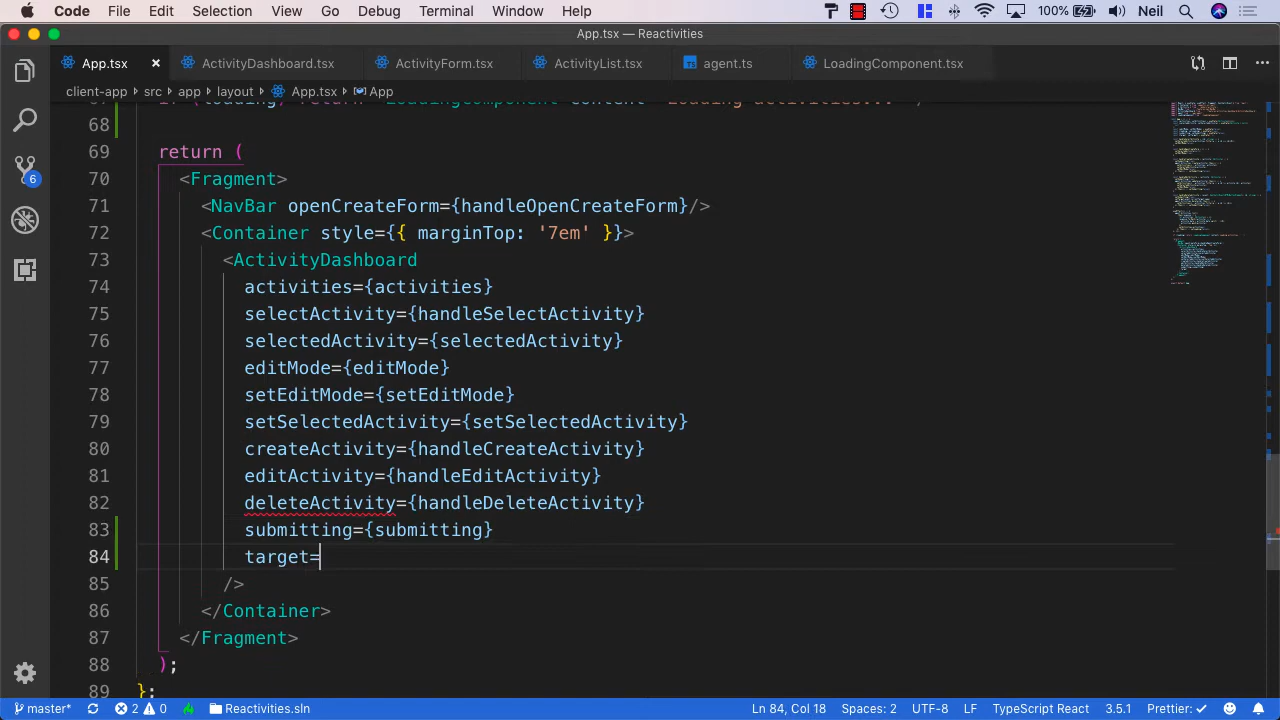 Code File Edit Selection View Go Debug Terminal Window Help 100% Neil
App.tsx — Reactivities
App.tsx × ActivityDashboard.tsx ActivityForm.tsx ActivityList.tsx TS agent.ts LoadingComponent.tsx
client-app › src › app › layout › App.tsx › App
68
69 return (
70 <Fragment>
71 <NavBar openCreateForm={handleOpenCreateForm}/>
72 <Container style={{ marginTop: '7em' }}>
73 <ActivityDashboard
74 activities={activities}
75 selectActivity={handleSelectActivity}
76 selectedActivity={selectedActivity}
77 editMode={editMode}
78 setEditMode={setEditMode}
79 setSelectedActivity={setSelectedActivity}
80 createActivity={handleCreateActivity}
81 editActivity={handleEditActivity}
82 deleteActivity={handleDeleteActivity}
83 submitting={submitting}
84 target=
85 />
86 </Container>
87 </Fragment>
88 );
89 };
6
master* 2 0 Reactivities.sln Ln 84, Col 18 Spaces: 2 UTF-8 LF TypeScript React 3.5.1 Prettier: ✓